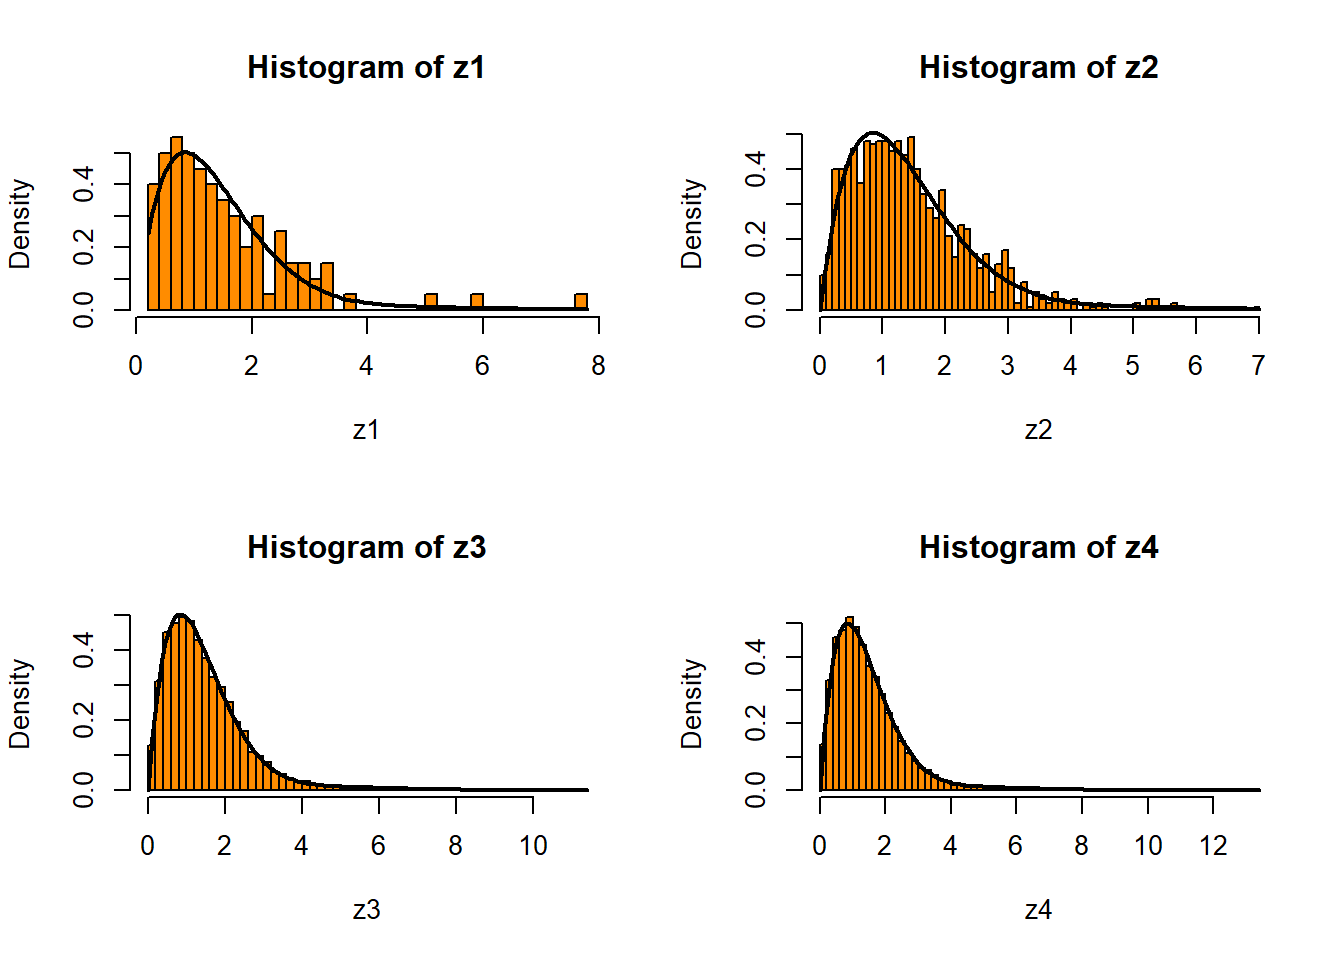 Histogram of z1
Density
0.0 0.2 0.4
0 2 4 6 8
z1
Histogram of z2
Density
0.0 0.2 0.4
0 1 2 3 4 5 6 7
z2
Histogram of z3
Density
0.0 0.2 0.4
0 2 4 6 8 10
z3
Histogram of z4
Density
0.0 0.2 0.4
0 2 4 6 8 10 12
z4